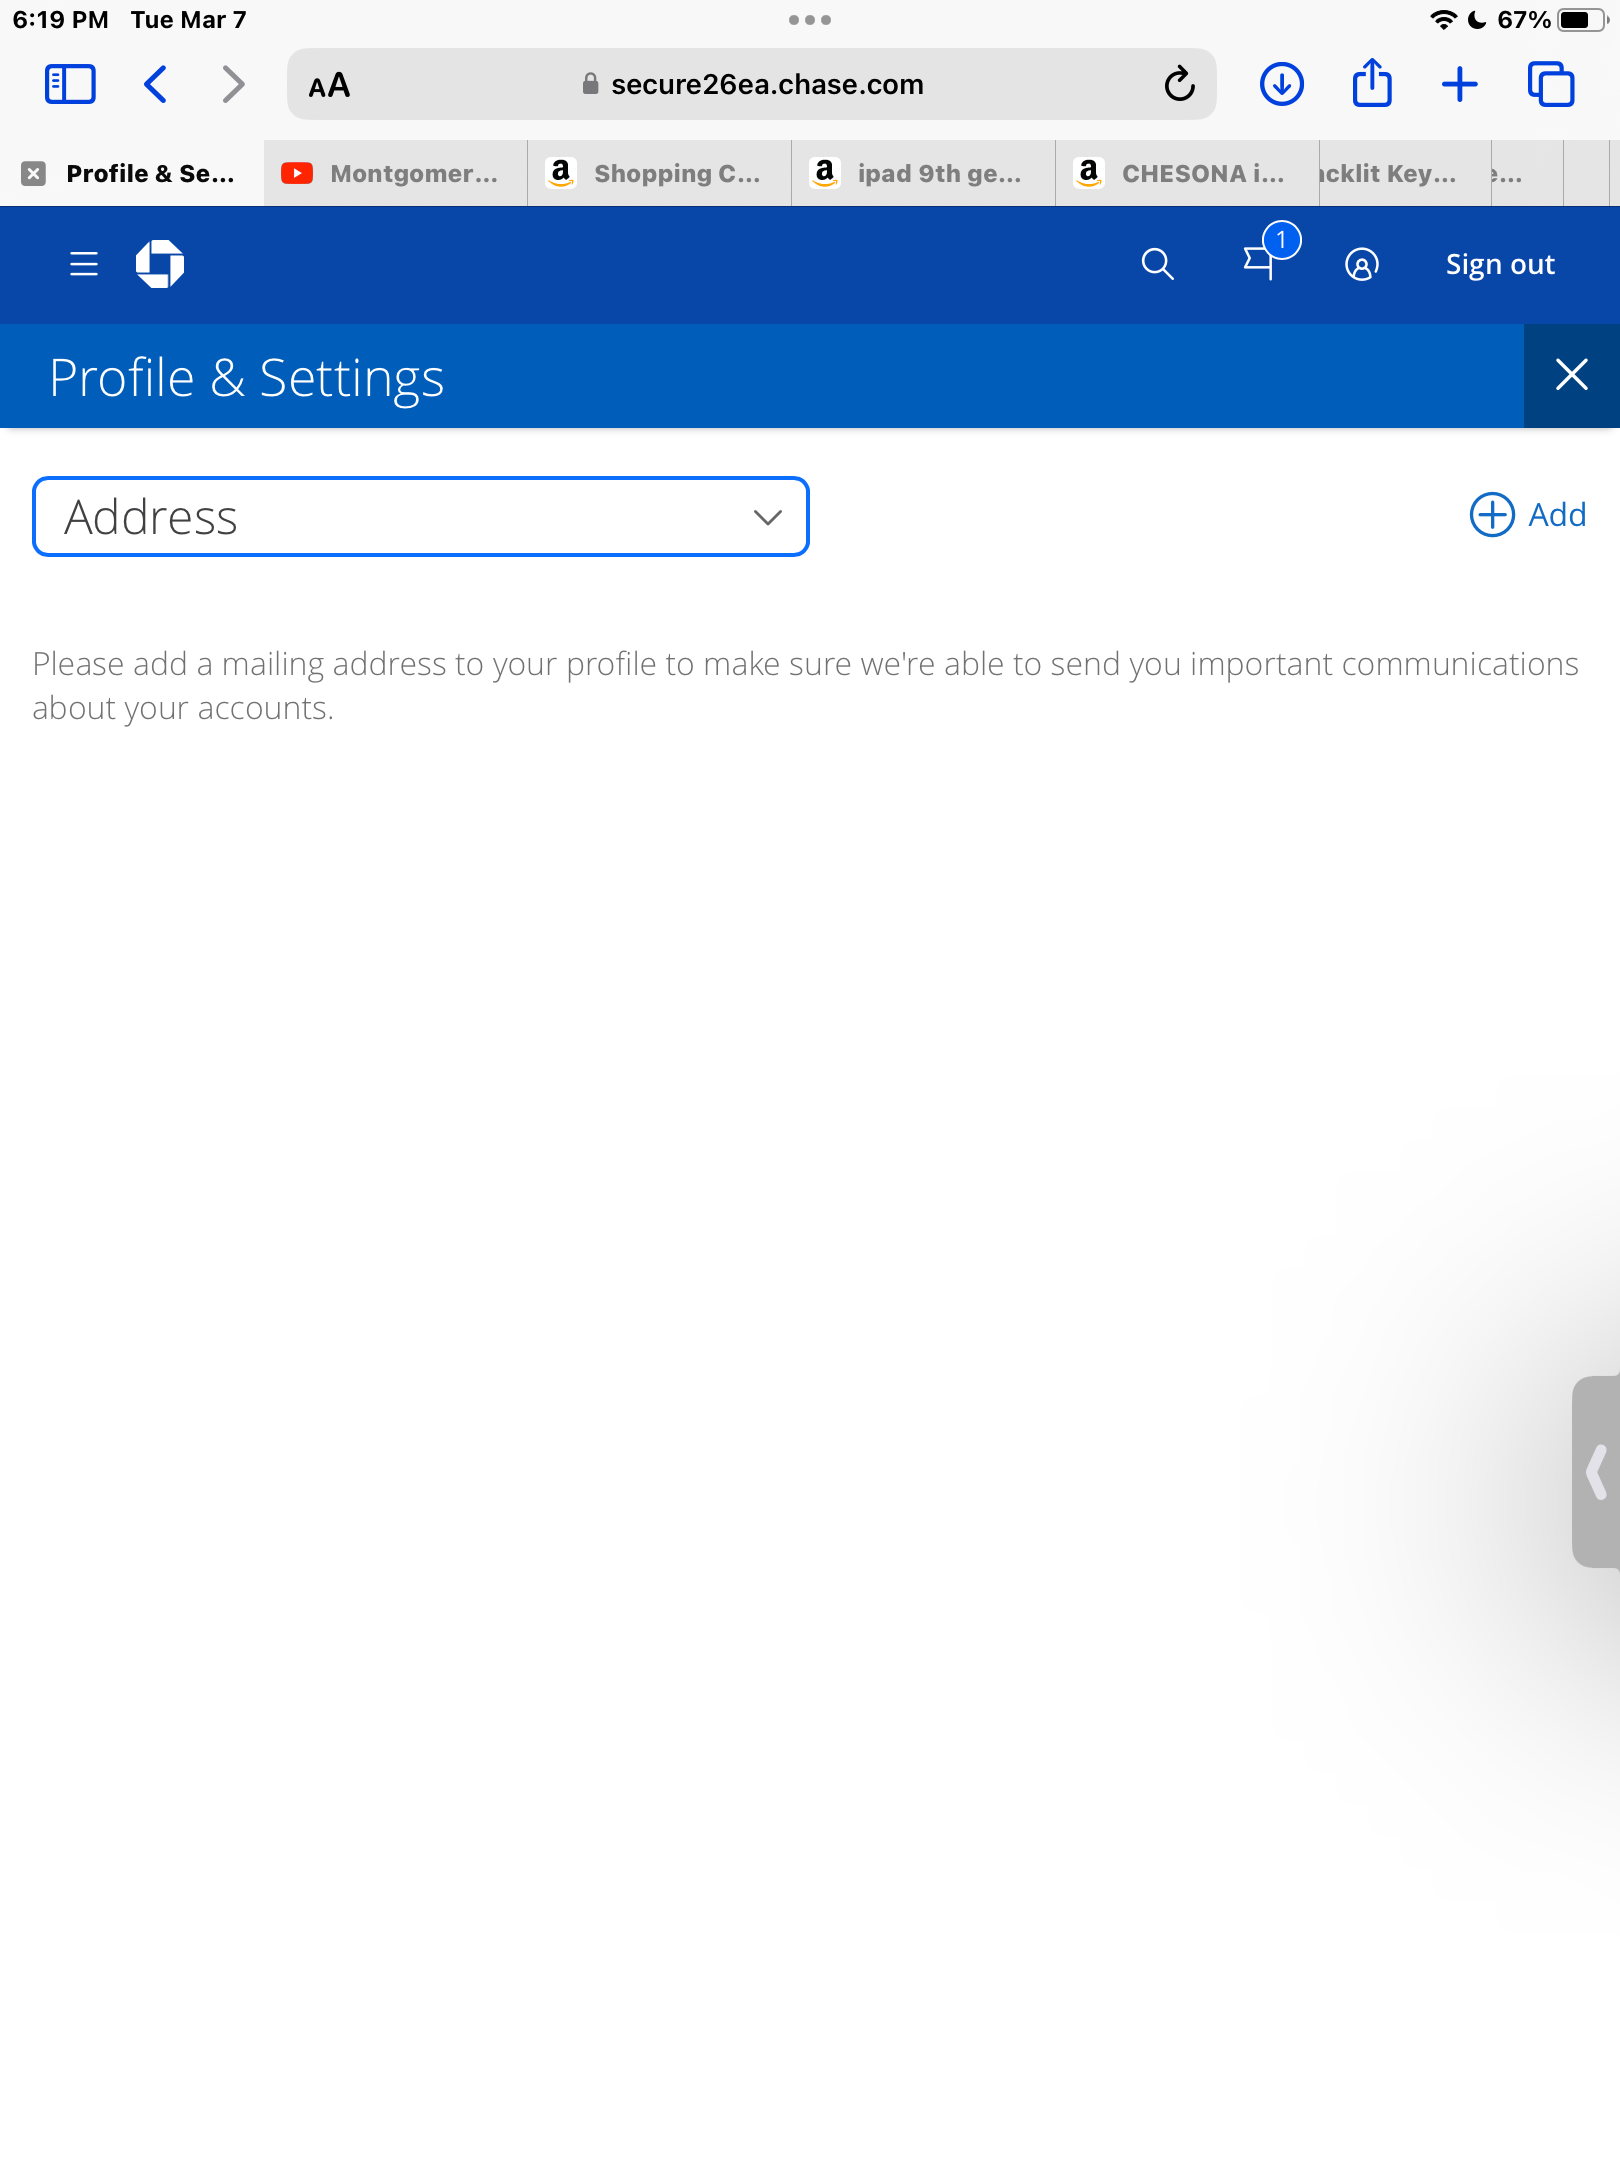 6:19 PM Tue Mar 7 67%
AA secure26ea.chase.com
Profile & Se... Montgomer... Shopping C... ipad 9th ge... CHESONA i... acklit Key... e...
1 Sign out
Profile & Settings
Address Add
Please add a mailing address to your profile to make sure we're able to send you important communications
about your accounts.